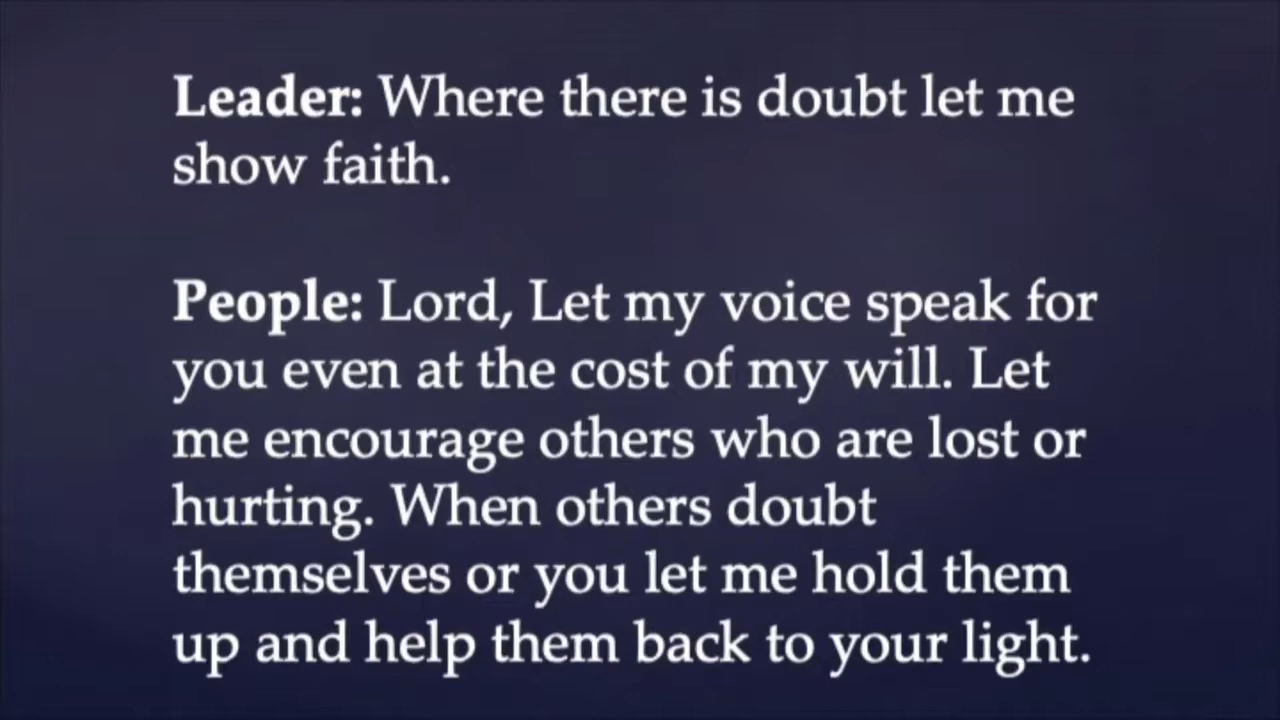 Leader: Where there is doubt let me
show faith.
People: Lord, Let my voice speak for
you even at the cost of my will. Let
me encourage others who are lost or
hurting. When others doubt
themselves or you let me hold them
up and help them back to your light.